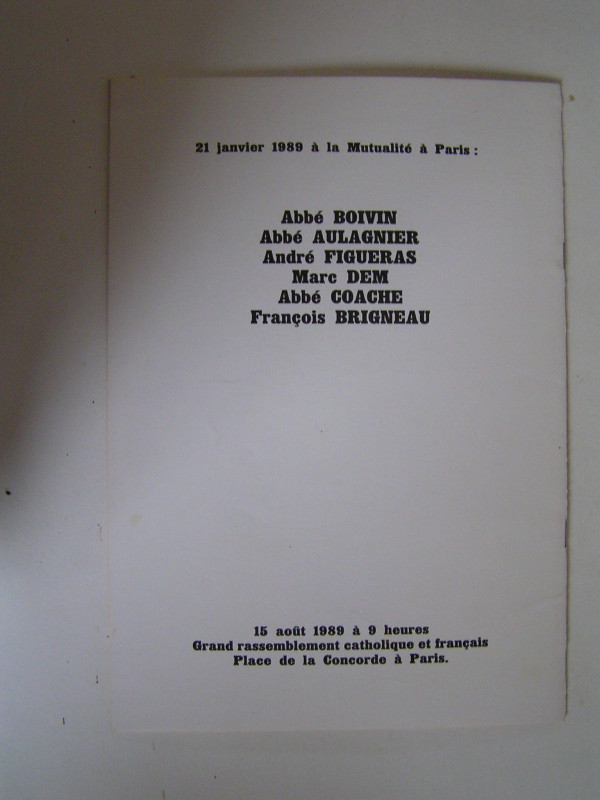 21 janvier 1989 à la Mutualité à Paris :
Abbé BOIVIN
Abbé AULAGNIER
André FIGUERAS
Marc DEM
Abbé COACHE
François BRIGNEAU
15 août 1989 à 9 heures
Grand rassemblement catholique et français
Place de la Concorde à Paris.